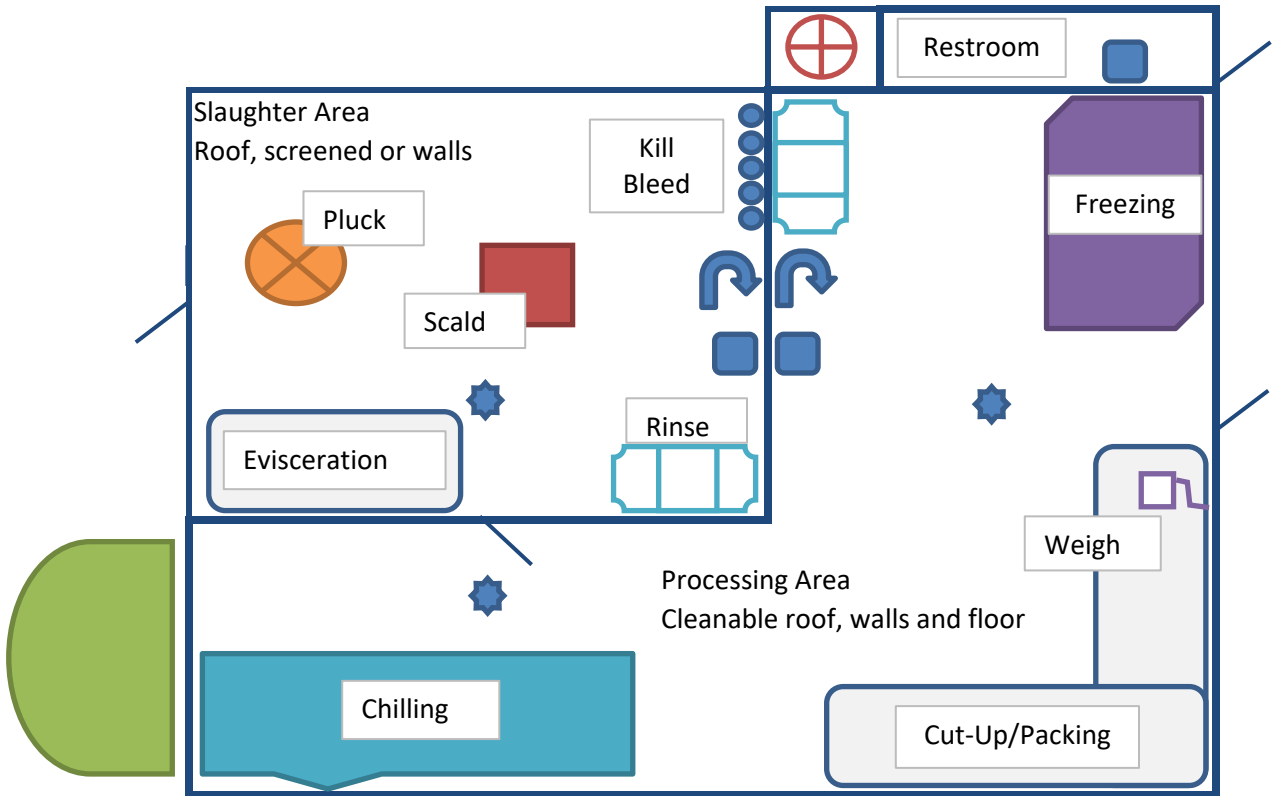 Restroom
Slaughter Area
Roof, screened or walls
Kill
Bleed
Pluck
Freezing
Scald
Rinse
Evisceration
Weigh
Processing Area
Cleanable roof, walls and floor
Chilling
Cut-Up/Packing